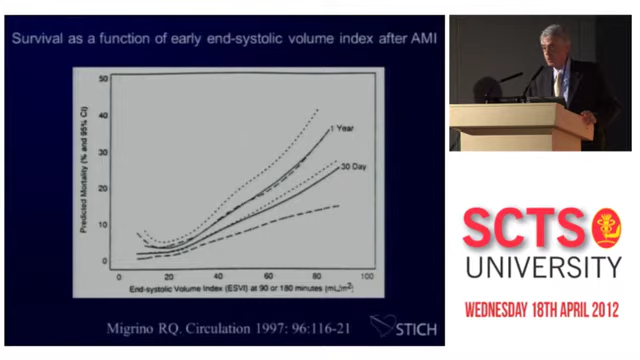 Survival as a function of early end-systolic volume index after AMI
50
40
30
20
10
0
Predicted Mortality (% and 95% CI)
1 Year
30 Day
0
20
40
60
80
100
End-systolic Volume Index (ESVI) at 90 or 180 minutes (mL/m²)
Migrino RQ. Circulation 1997; 96:116-21
STICH
SCTS
UNIVERSITY
WEDNESDAY 18TH APRIL 2012